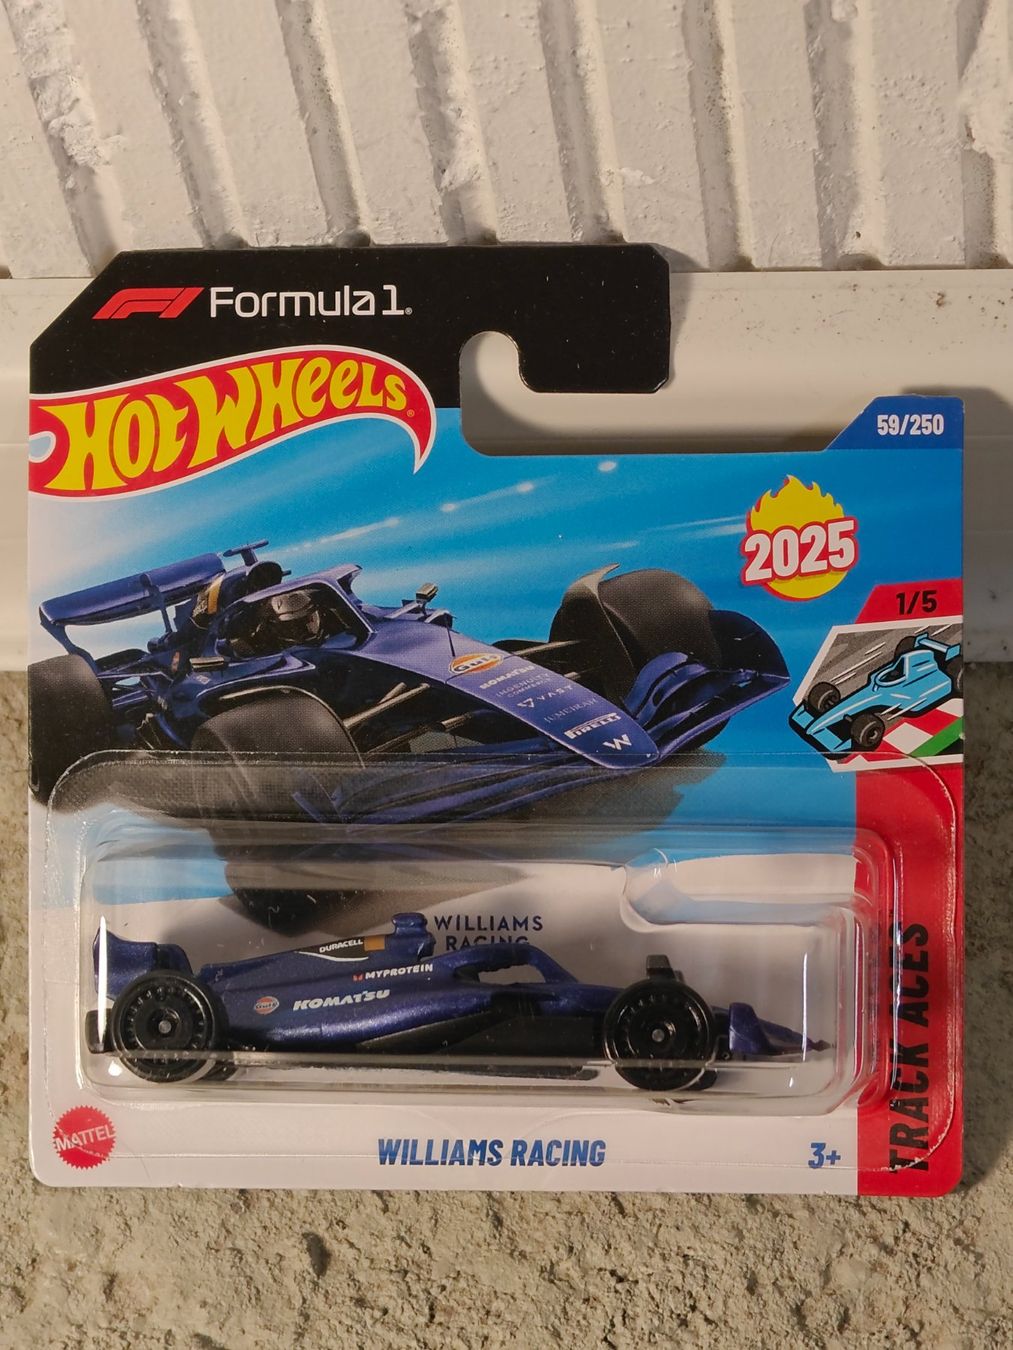 Formula 1®
HOT WHEELS®
59/250
2025
1/5
Gulf
KOMATSU
VAST
PIRELLI
W
WILLIAMS
RACING
DURACELL
MYPROTEIN
Gulf
KOMATSU
TRACK ACES
MATTEL
WILLIAMS RACING
3+